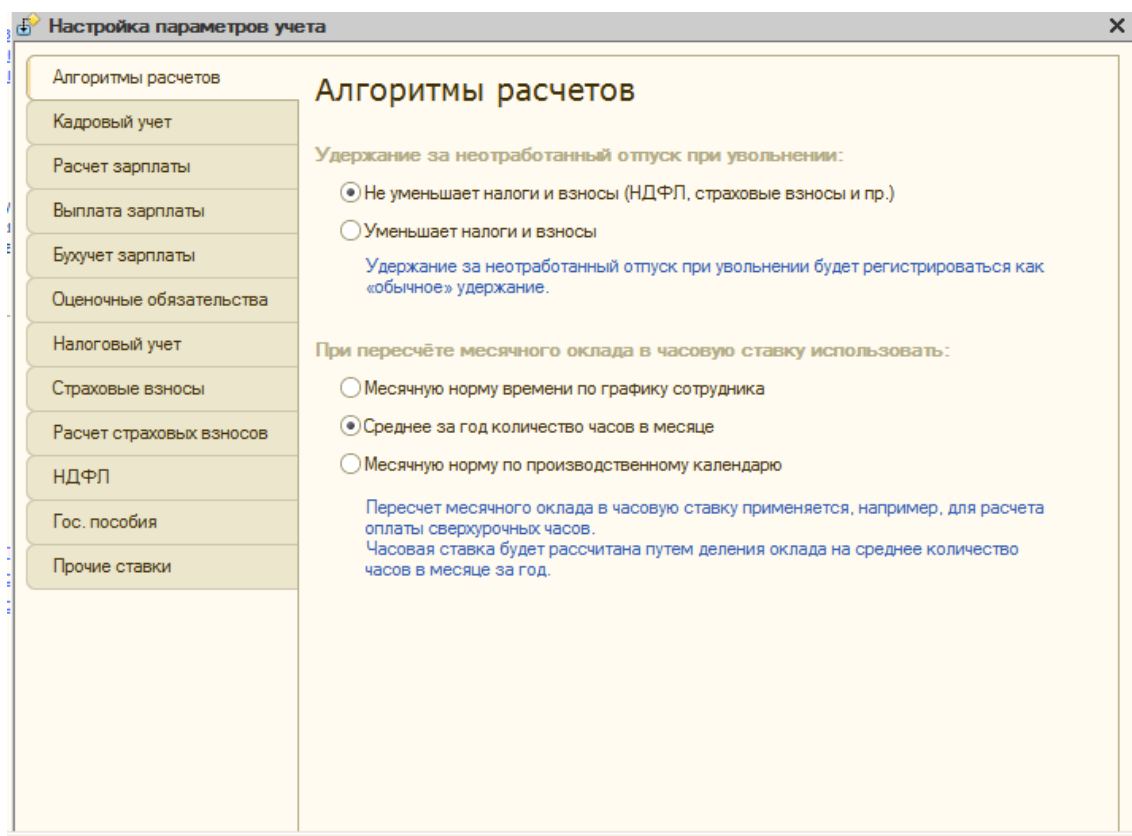 Настройка параметров учета
Алгоритмы расчетов
Кадровый учет
Расчет зарплаты
Выплата зарплаты
Бухучет зарплаты
Оценочные обязательства
Налоговый учет
Страховые взносы
Расчет страховых взносов
НДФЛ
Гос. пособия
Прочие ставки
Алгоритмы расчетов
Удержание за неотработанный отпуск при увольнении:
Не уменьшает налоги и взносы (НДФЛ, страховые взносы и пр.)
Уменьшает налоги и взносы
Удержание за неотработанный отпуск при увольнении будет регистрироваться как
«обычное» удержание.
При пересчёте месячного оклада в часовую ставку использовать:
Месячную норму времени по графику сотрудника
Среднее за год количество часов в месяце
Месячную норму по производственному календарю
Пересчет месячного оклада в часовую ставку применяется, например, для расчета
оплаты сверхурочных часов.
Часовая ставка будет рассчитана путем деления оклада на среднее количество
часов в месяце за год.